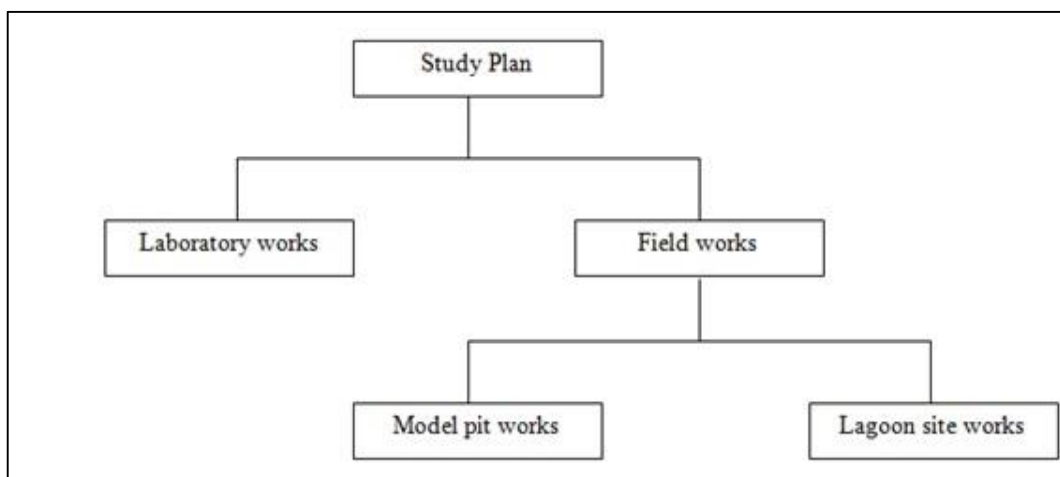 Study Plan
Laboratory works
Field works
Model pit works
Lagoon site works